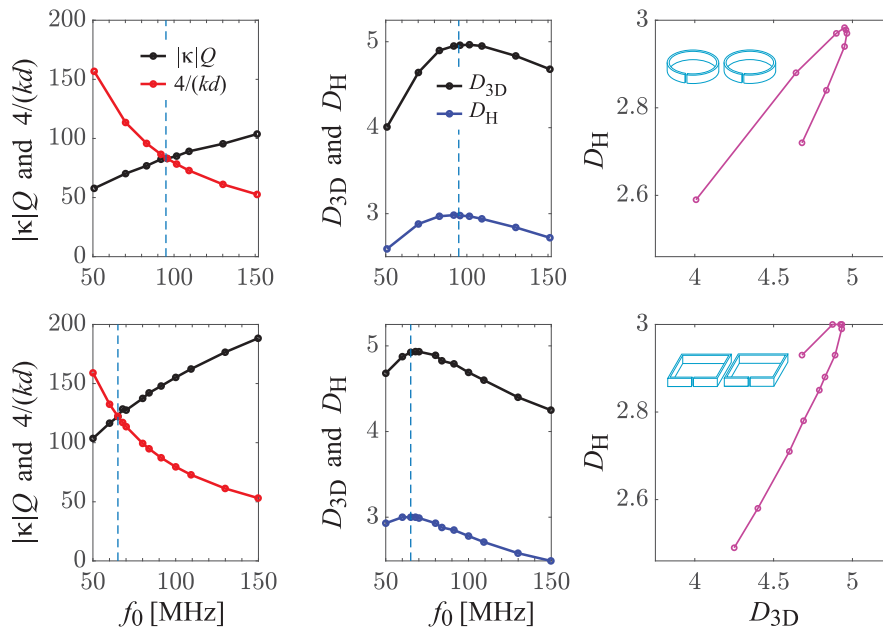 |κ|Q and 4/(kd)
200
150
100
50
0
50 100 150
|κ|Q
4/(kd)
D3D and DH
5
4
3
50 100 150
D3D
DH
DH
3
2.8
2.6
4 4.5 5
|κ|Q and 4/(kd)
200
150
100
50
0
50 100 150
f0 [MHz]
D3D and DH
5
4
3
50 100 150
f0 [MHz]
DH
3
2.8
2.6
4 4.5 5
D3D